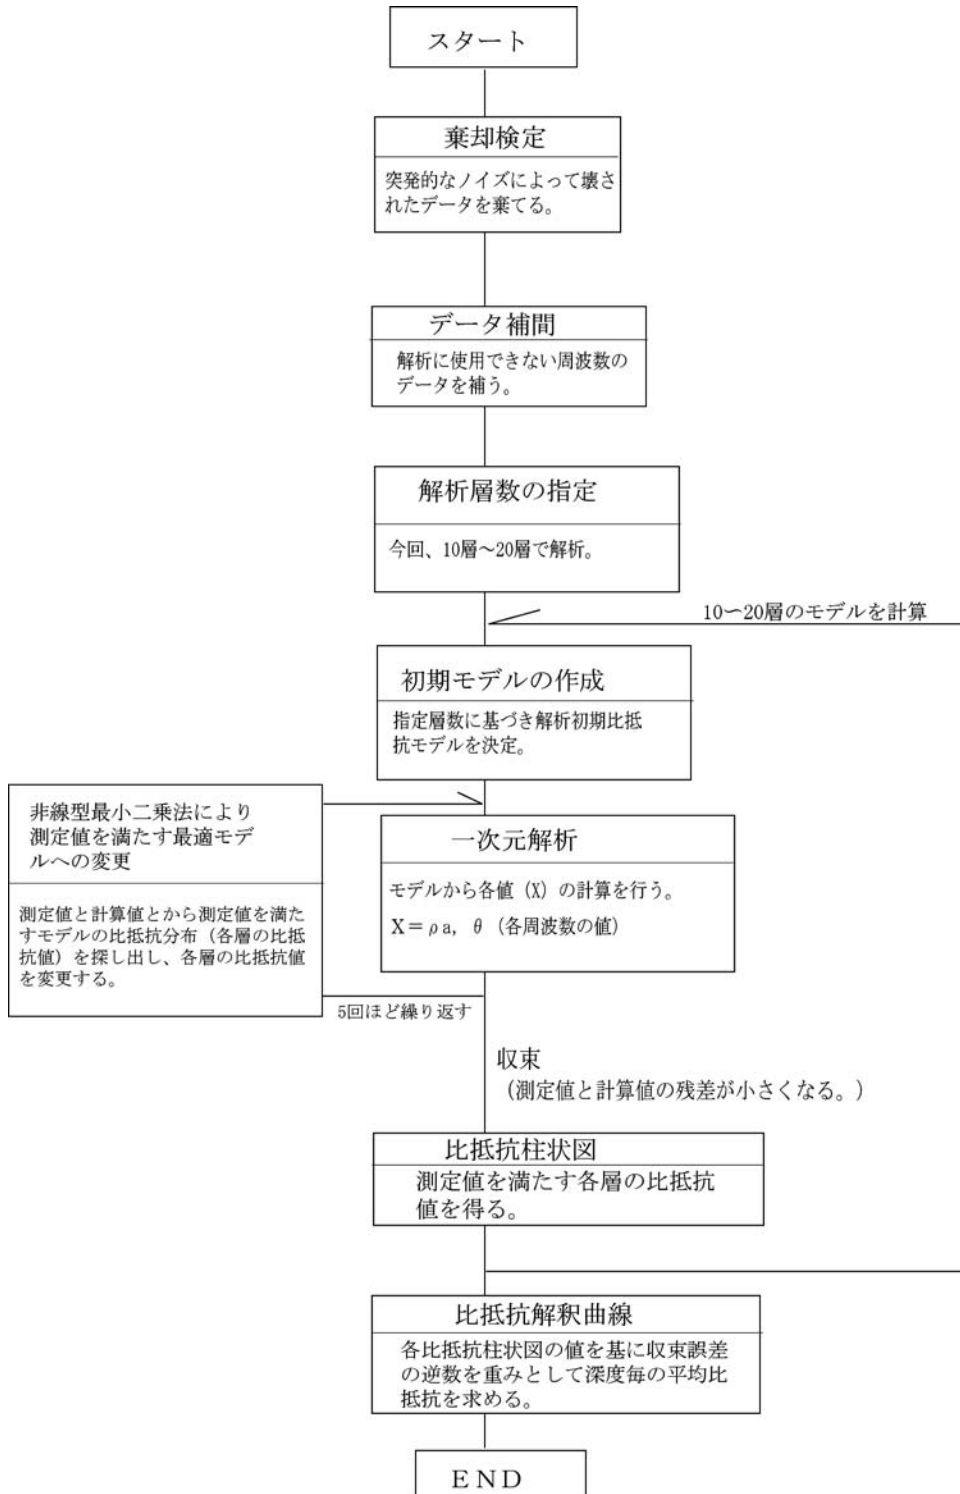 スタート
棄却検定
突発的なノイズによって壊さ
れたデータを棄てる。
データ補間
解析に使用できない周波数の
データを補う。
解析層数の指定
今回、10層～20層で解析。
10～20層のモデルを計算
初期モデルの作成
指定層数に基づき解析初期比抵
抗モデルを決定。
非線型最小二乗法により
測定値を満たす最適モデ
ルへの変更
測定値と計算値とから測定値を満た
すモデルの比抵抗分布（各層の比抵
抗値）を探し出し、各層の比抵抗値
を変更する。
一次元解析
モデルから各値（X）の計算を行う。
X＝ρa，θ（各周波数の値）
5回ほど繰り返す
収束
（測定値と計算値の残差が小さくなる。）
比抵抗柱状図
測定値を満たす各層の比抵抗
値を得る。
比抵抗解釈曲線
各比抵抗柱状図の値を基に収束誤差
の逆数を重みとして深度毎の平均比
抵抗を求める。
END